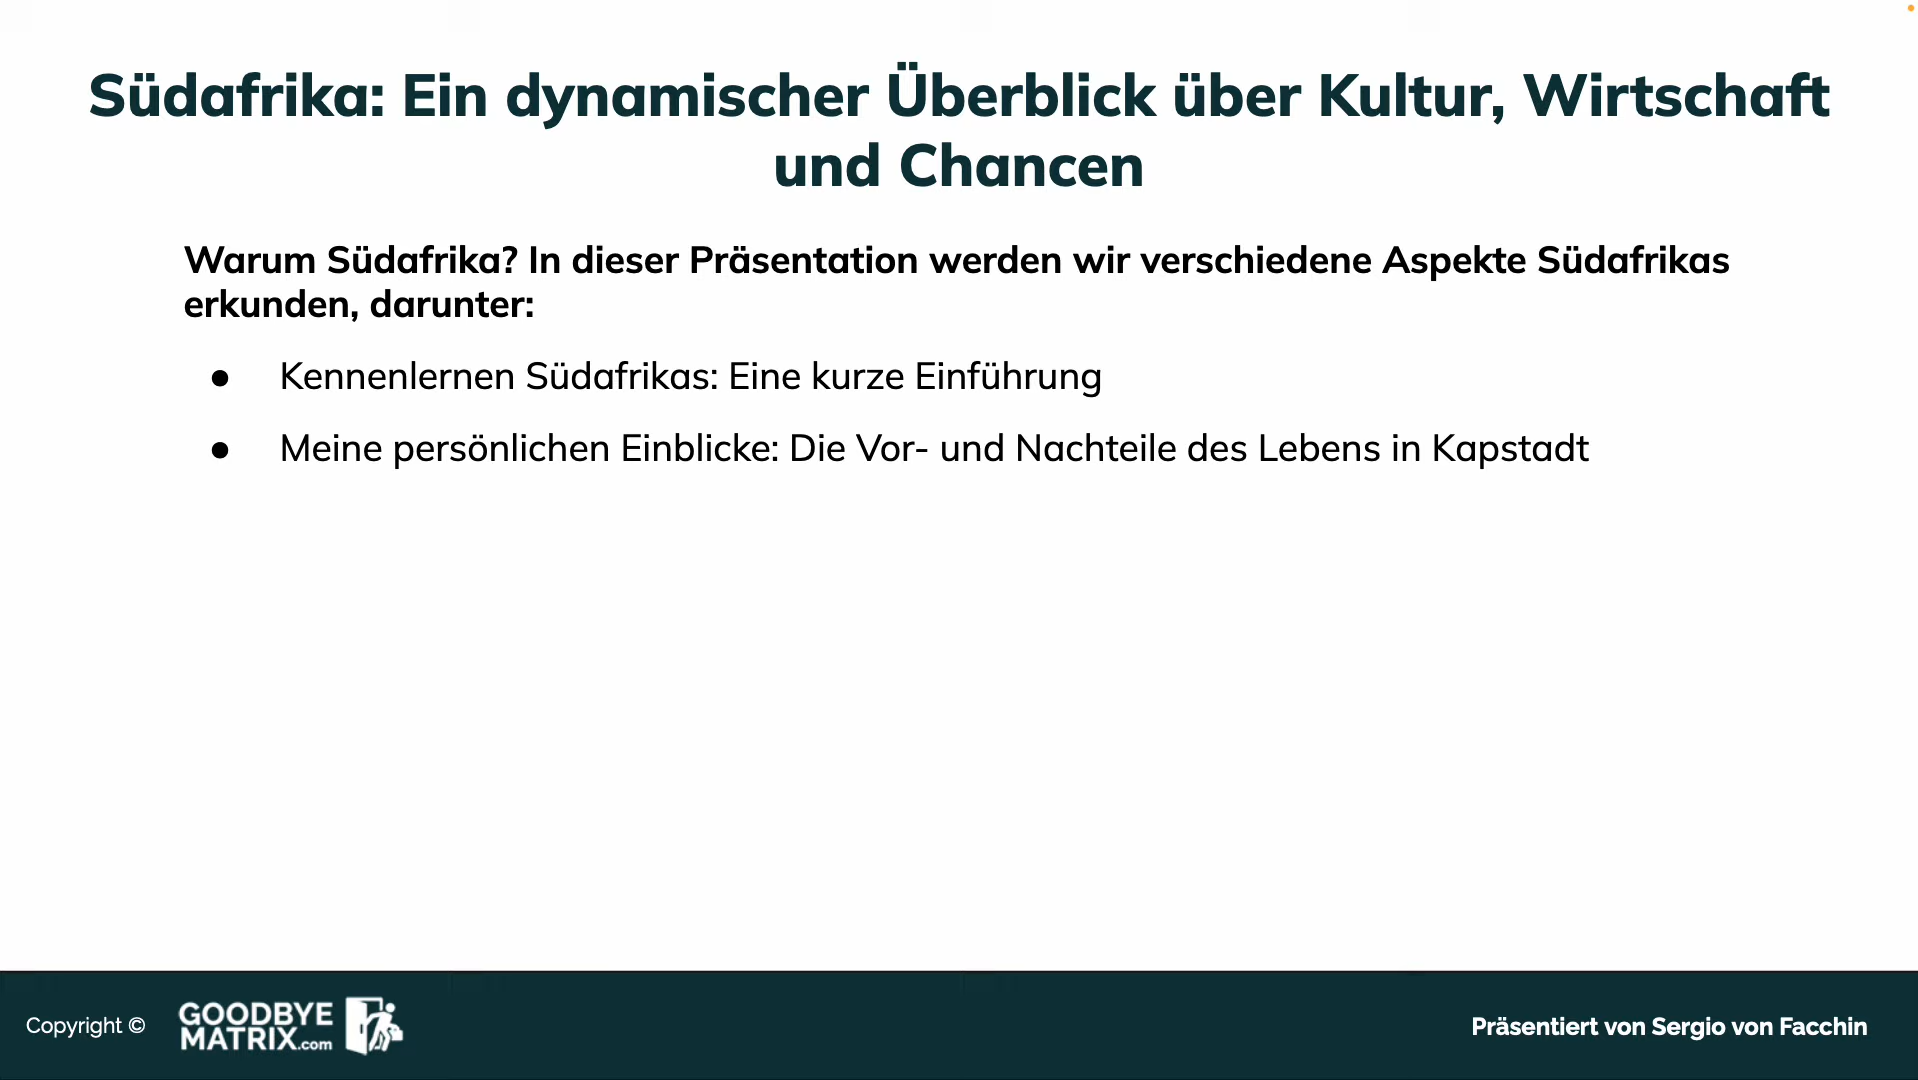 Südafrika: Ein dynamischer Überblick über Kultur, Wirtschaft
und Chancen
Warum Südafrika? In dieser Präsentation werden wir verschiedene Aspekte Südafrikas
erkunden, darunter:
● Kennenlernen Südafrikas: Eine kurze Einführung
● Meine persönlichen Einblicke: Die Vor- und Nachteile des Lebens in Kapstadt
Copyright ©
GOODBYE
MATRIX.com
Präsentiert von Sergio von Facchin